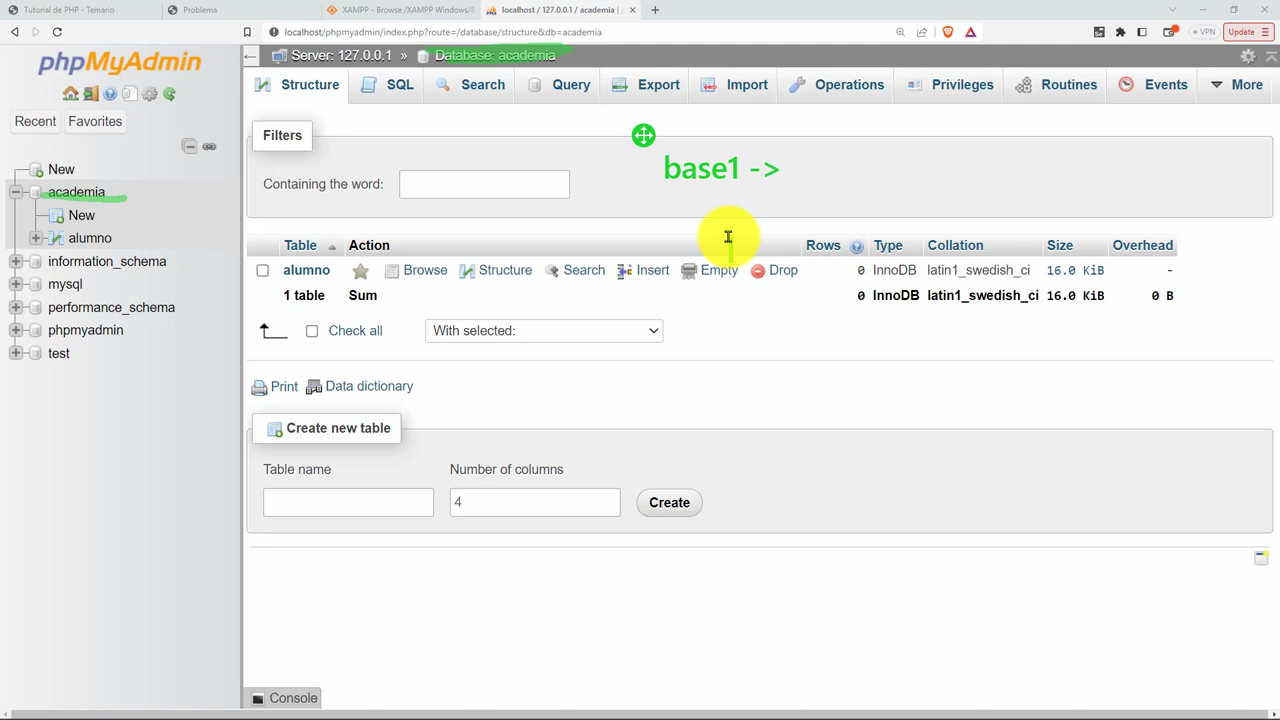 Tutorial de PHP - Temario
Problema
XAMPP - Browse /XAMPP Windows/8
localhost / 127.0.0.1 / academia |
localhost/phpmyadmin/index.php?route=/database/structure&db=academia
VPN
Update
phpMyAdmin
Recent
Favorites
New
academia
New
alumno
information_schema
mysql
performance_schema
phpmyadmin
test
Server: 127.0.0.1 » Database: academia
Structure SQL Search Query Export Import Operations Privileges Routines Events More
Filters
Containing the word:
base1 ->
Table Action Rows Type Collation Size Overhead
alumno Browse Structure Search Insert Empty Drop 0 InnoDB latin1_swedish_ci 16.0 KiB -
1 table Sum 0 InnoDB latin1_swedish_ci 16.0 KiB 0 B
Check all With selected:
Print Data dictionary
Create new table
Table name Number of columns
4 Create
Console